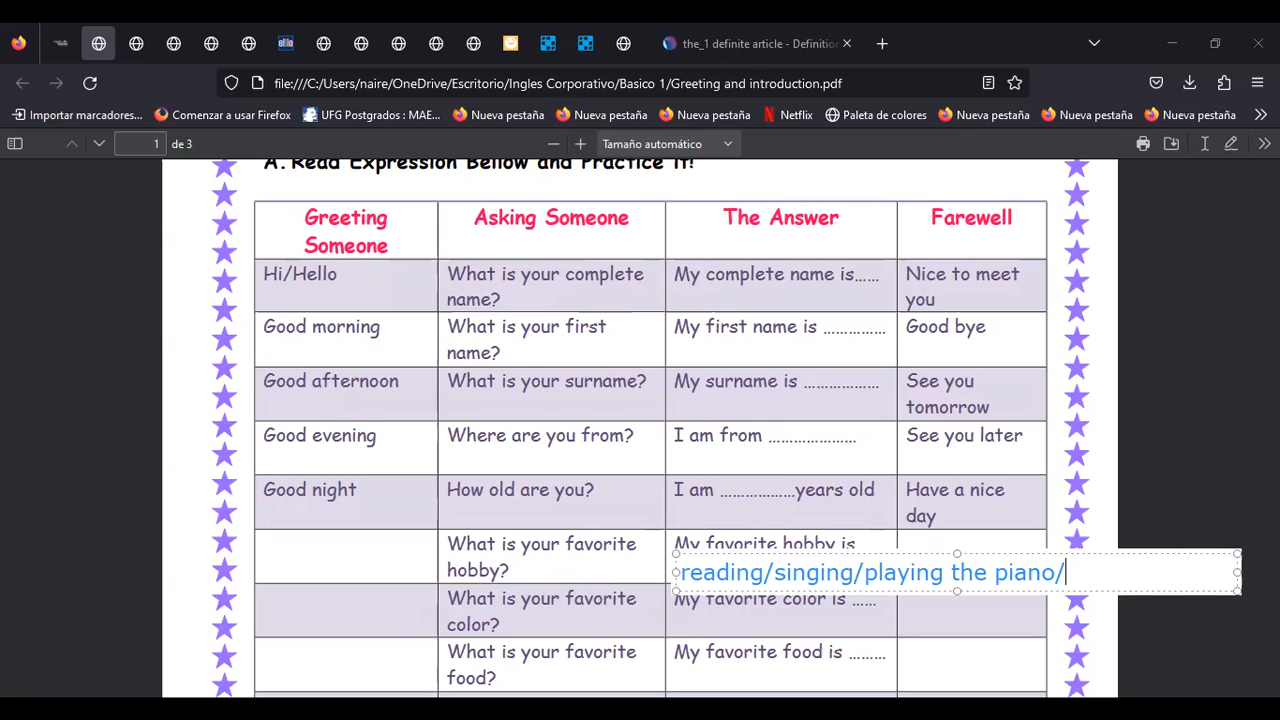 ello
the_1 definite article - Definition
file:///C:/Users/naire/OneDrive/Escritorio/Ingles Corporativo/Basico 1/Greeting and introduction.pdf
Importar marcadores...
Comenzar a usar Firefox
UFG Postgrados : MAE...
Nueva pestaña
Nueva pestaña
Nueva pestaña
Netflix
Paleta de colores
Nueva pestaña
Nueva pestaña
Nueva pestaña
1 de 3
Tamaño automático
A. Read Expression Bellow and Practice It!
Greeting Someone
Asking Someone
The Answer
Farewell
Hi/Hello
What is your complete name?
My complete name is......
Nice to meet you
Good morning
What is your first name?
My first name is ...............
Good bye
Good afternoon
What is your surname?
My surname is ..................
See you tomorrow
Good evening
Where are you from?
I am from .....................
See you later
Good night
How old are you?
I am ..................years old
Have a nice day
What is your favorite hobby?
My favorite hobby is
reading/singing/playing the piano/
What is your favorite color?
My favorite color is ......
What is your favorite food?
My favorite food is .........